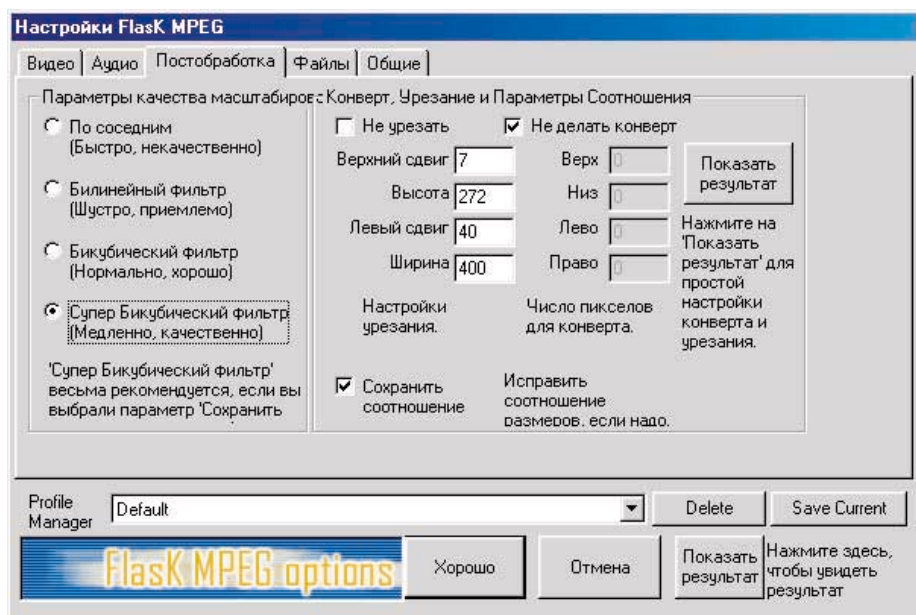 Настройки FlasK MPEG
Видео
Аудио
Постобработка
Файлы
Общие
Параметры качества масштабиров
По соседним
(Быстро, некачественно)
Билинейный фильтр
(Шустро, приемлемо)
Бикубический фильтр
(Нормально, хорошо)
Супер Бикубический фильтр
(Медленно, качественно)
'Супер Бикубический Фильтр'
весьма рекомендуется, если вы
выбрали параметр 'Сохранить
Конверт, Урезание и Параметры Соотношения
Не урезать
Не делать конверт
Верхний сдвиг 7
Высота 272
Левый сдвиг 40
Ширина 400
Настройки
урезания.
Верх 0
Низ 0
Лево 0
Право 0
Число пикселов
для конверта.
Показать
результат
Нажмите на
'Показать
результат' для
простой
настройки
конверта и
урезания.
Сохранить
соотношение
Исправить
соотношение
размеров, если надо.
Profile
Manager
Default
Delete
Save Current
FlasK MPEG options
Хорошо
Отмена
Показать
результат
Нажмите здесь,
чтобы увидеть
результат